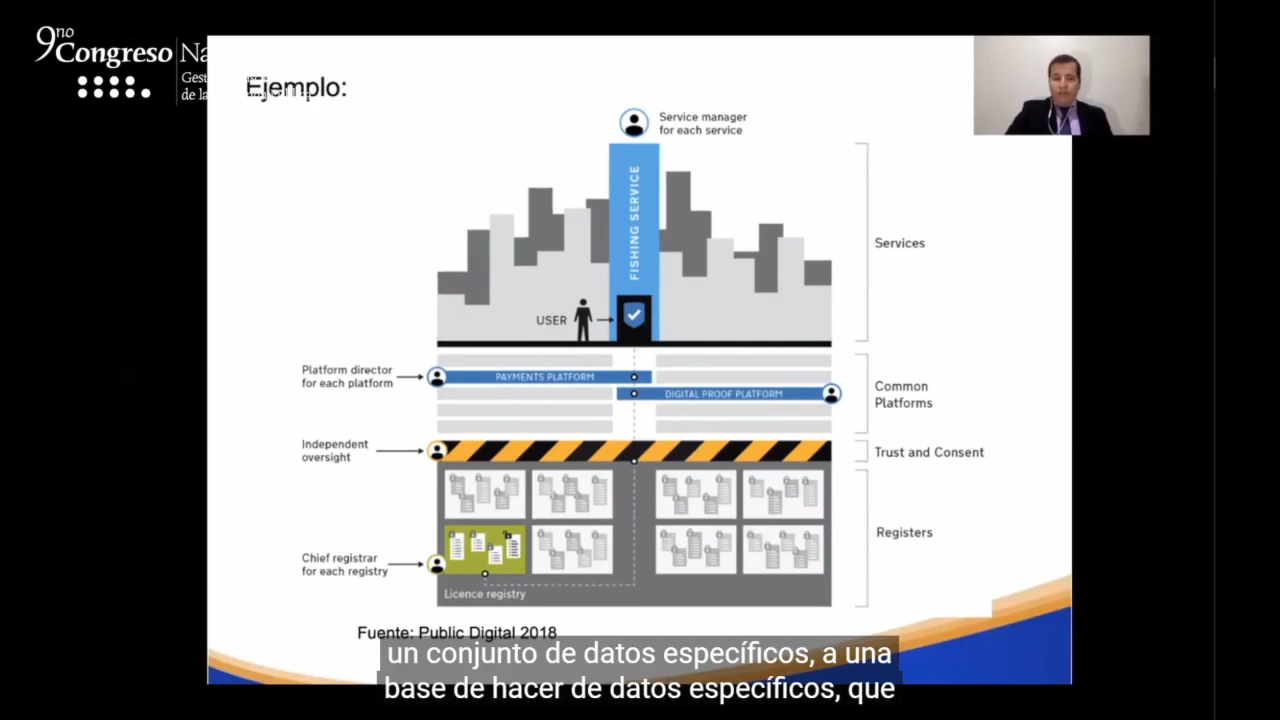 9no
Congreso Na
Gest
de la
Ejemplo:
Service manager
for each service
FISHING SERVICE
Services
USER
Platform director
for each platform
PAYMENTS PLATFORM
DIGITAL PROOF PLATFORM
Common
Platforms
Independent
oversight
Trust and Consent
Registers
Chief registrar
for each registry
Licence registry
Fuente: Public Digital 2018
un conjunto de datos específicos, a una
base de hacer de datos específicos, que